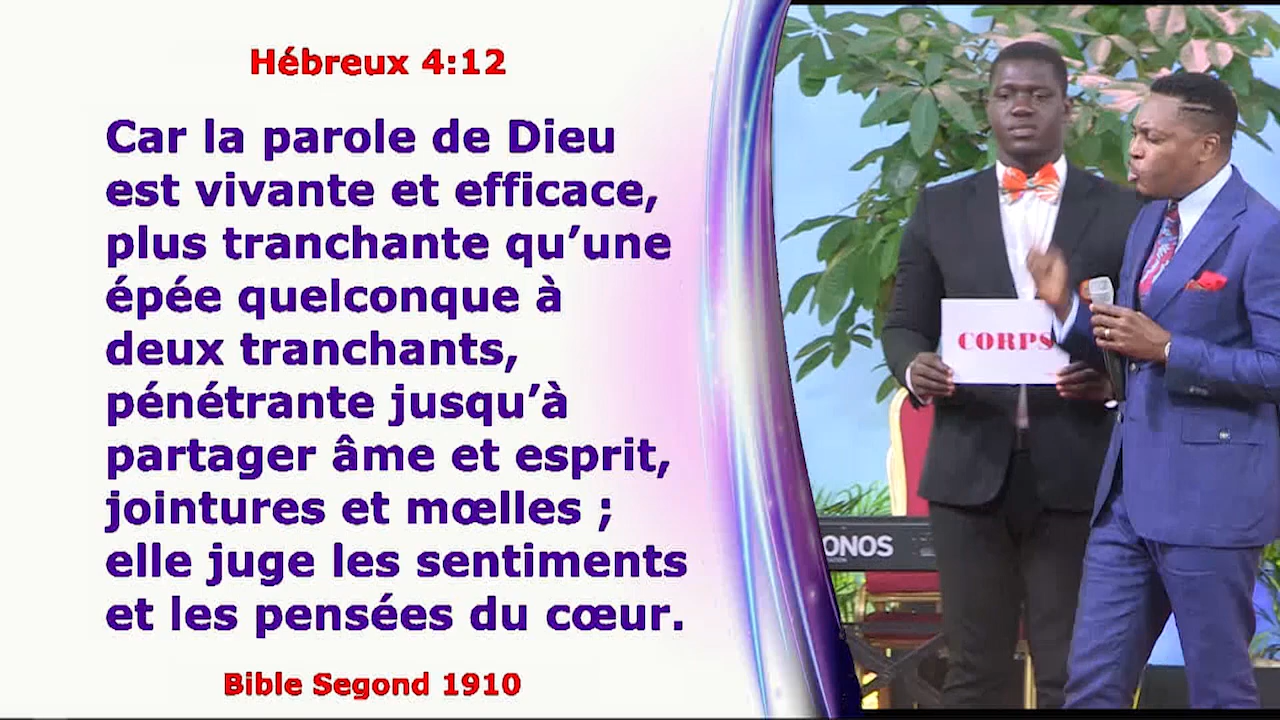 Hébreux 4:12
Car la parole de Dieu
est vivante et efficace,
plus tranchante qu’une
épée quelconque à
deux tranchants,
pénétrante jusqu’à
partager âme et esprit,
jointures et mœlles ;
elle juge les sentiments
et les pensées du cœur.
Bible Segond 1910
CORPS
ONOS